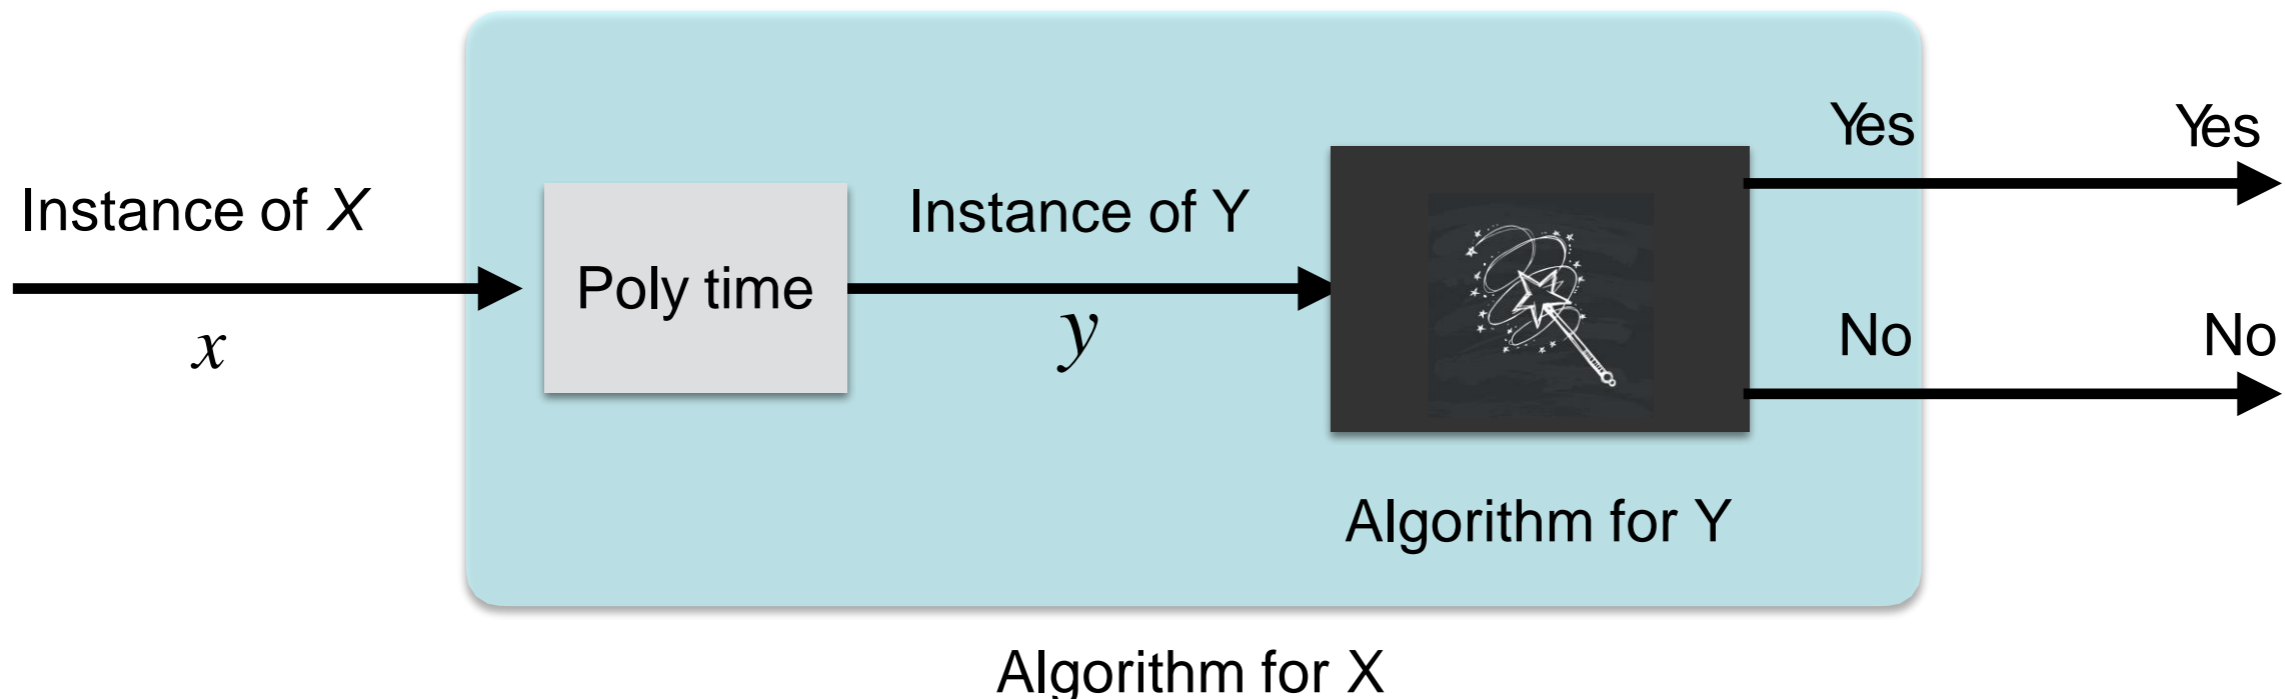 Yes
Yes
Instance of X
Instance of Y
Poly time
x
y
No
No
Algorithm for Y
Algorithm for X